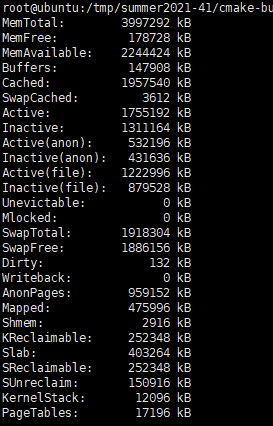 root@ubuntu:/tmp/summer2021-41/cmake-bu
MemTotal: 3997292 kB
MemFree: 178728 kB
MemAvailable: 2244424 kB
Buffers: 147908 kB
Cached: 1957540 kB
SwapCached: 3612 kB
Active: 1755192 kB
Inactive: 1311164 kB
Active(anon): 532196 kB
Inactive(anon): 431636 kB
Active(file): 1222996 kB
Inactive(file): 879528 kB
Unevictable: 0 kB
Mlocked: 0 kB
SwapTotal: 1918304 kB
SwapFree: 1886156 kB
Dirty: 132 kB
Writeback: 0 kB
AnonPages: 959152 kB
Mapped: 475996 kB
Shmem: 2916 kB
KReclaimable: 252348 kB
Slab: 403264 kB
SReclaimable: 252348 kB
SUnreclaim: 150916 kB
KernelStack: 12096 kB
PageTables: 17196 kB